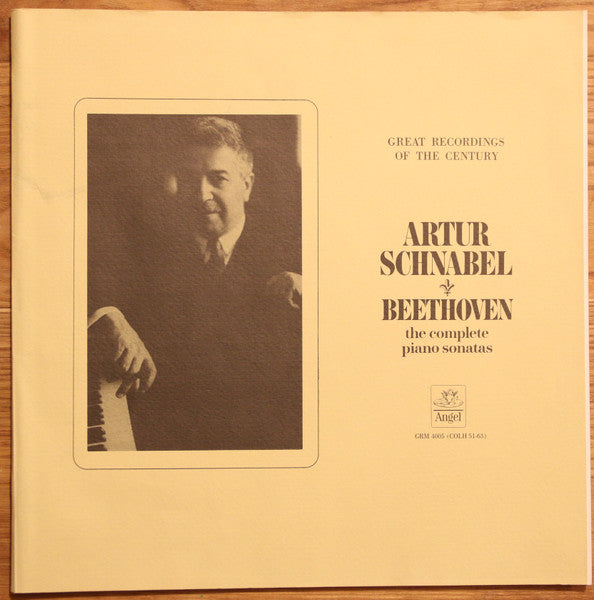 GREAT RECORDINGS
OF THE CENTURY
ARTUR
SCHNABEL
BEETHOVEN
the complete
piano sonatas
Angel
GRM 4005 (COLH 51-63)